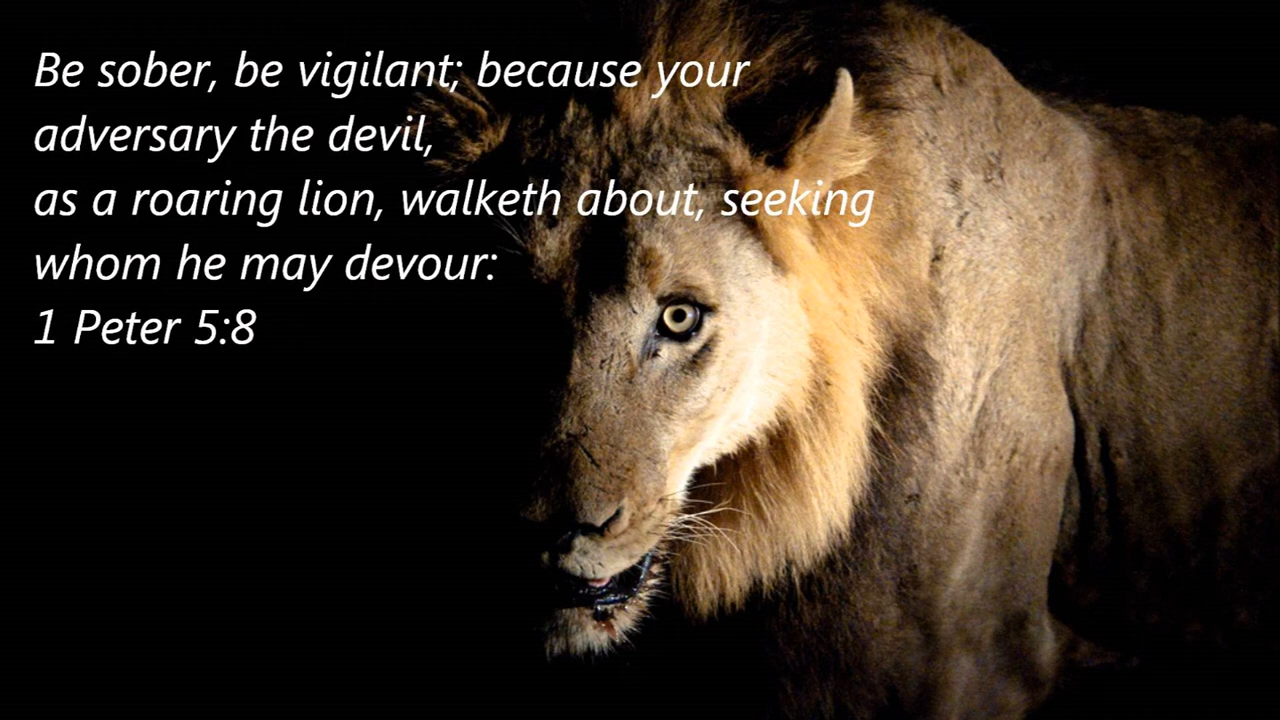 Be sober, be vigilant; because your
adversary the devil,
as a roaring lion, walketh about, seeking
whom he may devour:
1 Peter 5:8